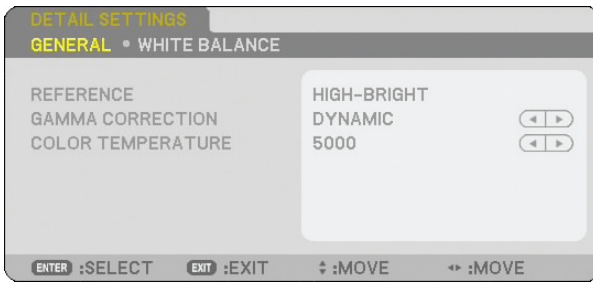 DETAIL SETTINGS
GENERAL • WHITE BALANCE
REFERENCE HIGH-BRIGHT
GAMMA CORRECTION DYNAMIC
COLOR TEMPERATURE 5000
ENTER :SELECT EXIT :EXIT :MOVE :MOVE